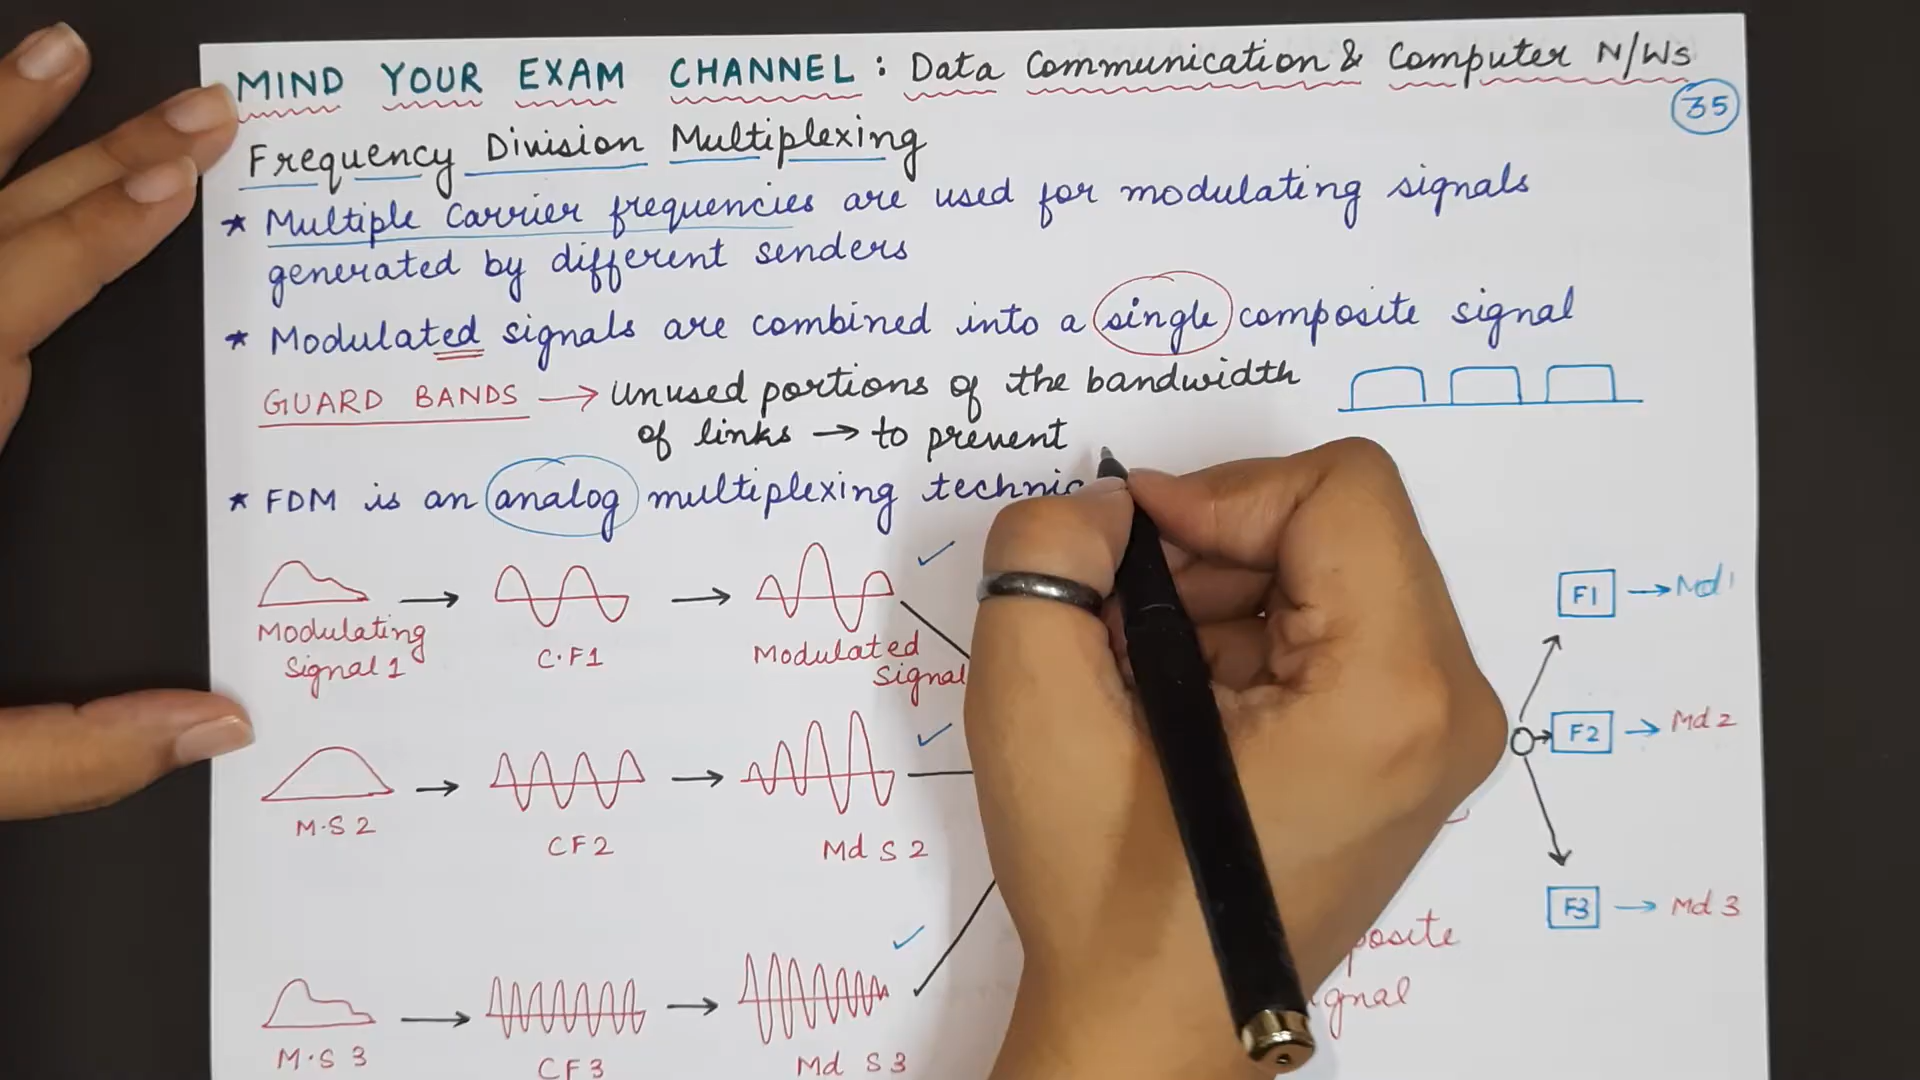 MIND YOUR EXAM CHANNEL : Data Communication & Computer N/Ws
35
Frequency Division Multiplexing
* Multiple Carrier frequencies are used for modulating signals
generated by different senders
* Modulated signals are combined into a single composite signal
GUARD BANDS → Unused portions of the bandwidth
of links → to prevent
* FDM is an analog multiplexing
Modulating
Signal 1
C.F1
Modulated
Signal
F1 → Md 1
M.S 2
CF2
Md S 2
F2 → Md 2
M.S 3
CF3
Md S 3
F3 → Md 3